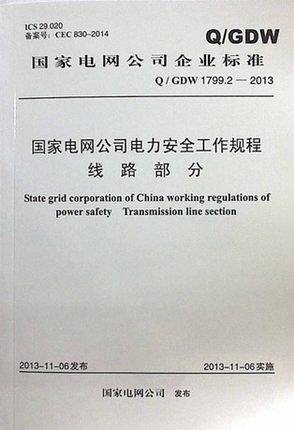 ICS 29.020
备案号：CEC 830-2014
Q/GDW
国家电网公司企业标准
Q / GDW 1799.2 — 2013
国家电网公司电力安全工作规程
线路部分
State grid corporation of China working regulations of
power safety Transmission line section
2013-11-06发布
2013-11-06实施
国家电网公司 发布